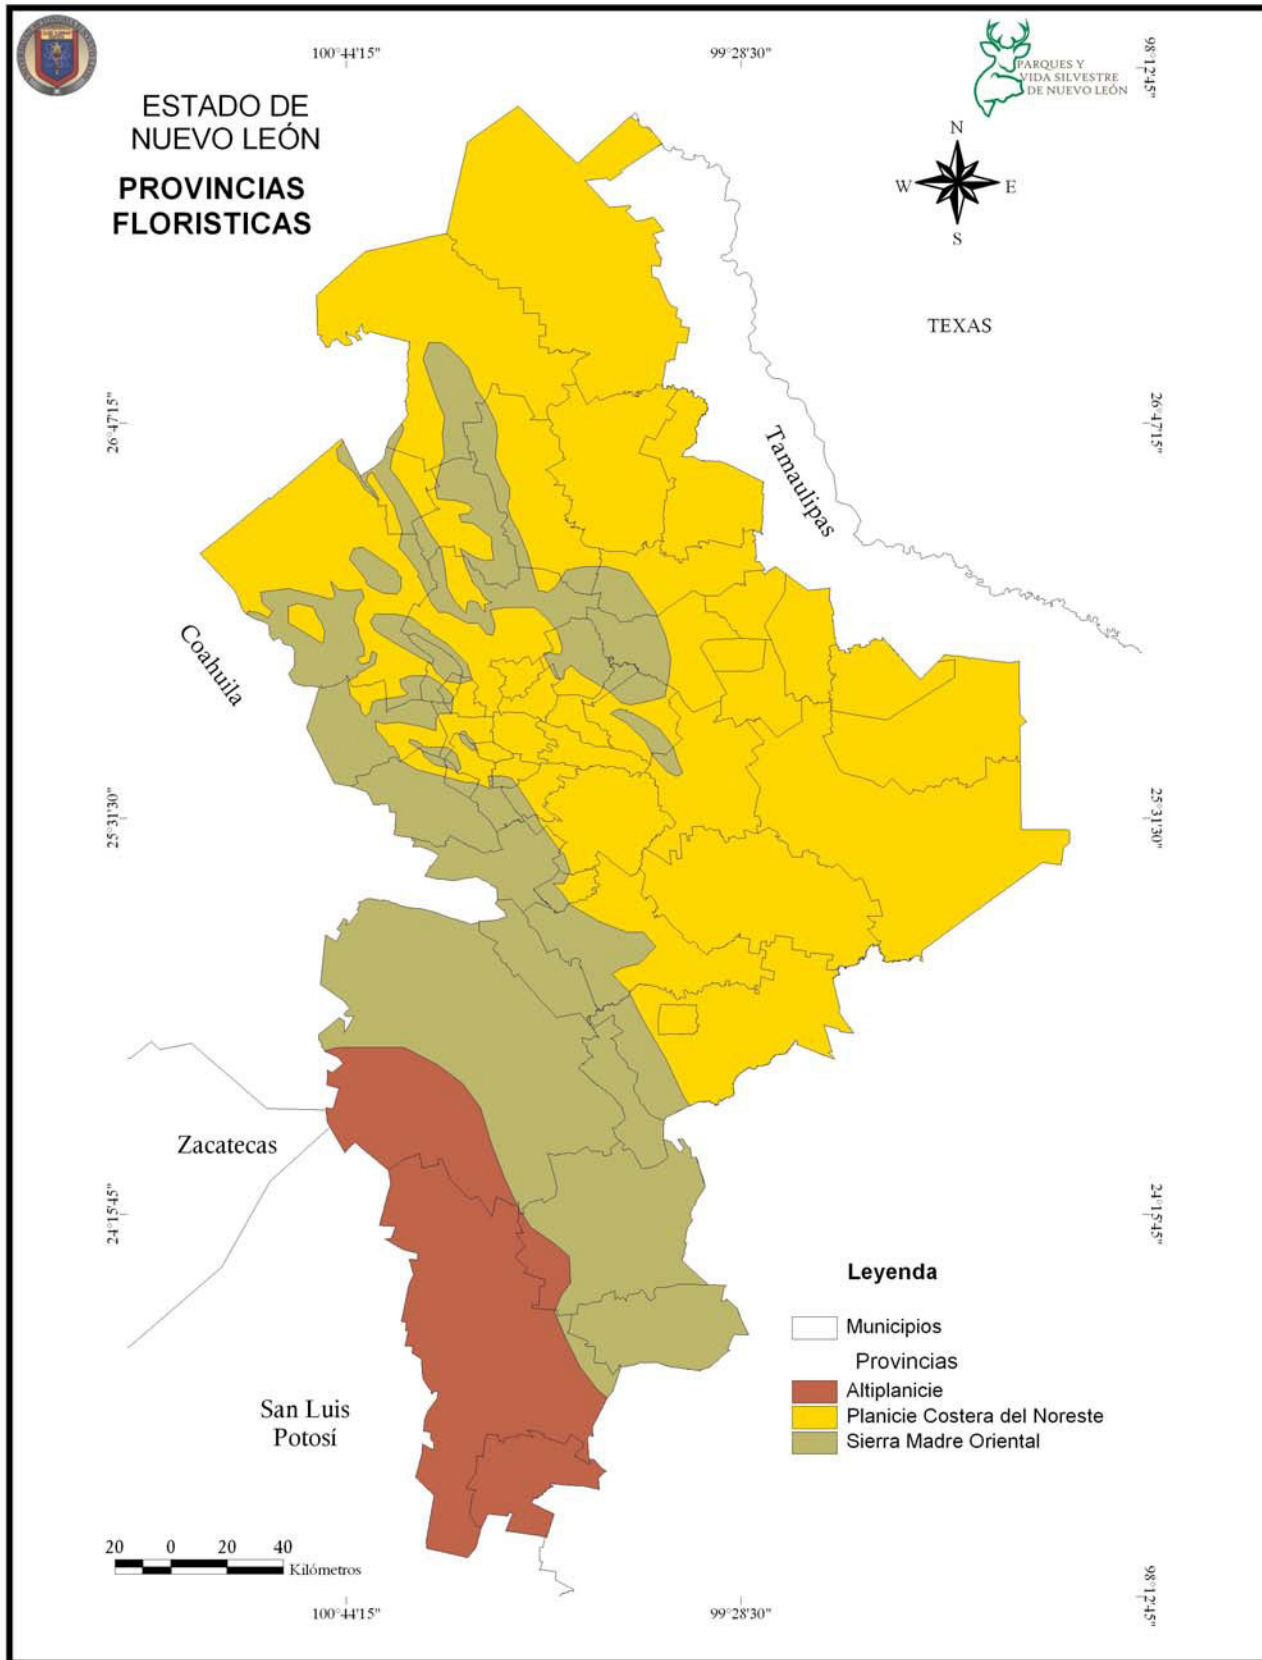 100°44'15"
99°28'30"
98°12'45"
PARQUES Y
VIDA SILVESTRE
DE NUEVO LEÓN
ESTADO DE
NUEVO LEÓN
PROVINCIAS
FLORISTICAS
N
W
E
S
TEXAS
26°47'15"
26°47'15"
Tamaulipas
Coahuila
25°31'30"
25°31'30"
Zacatecas
24°15'45"
24°15'45"
Leyenda
Municipios
Provincias
Altiplanicie
Planicie Costera del Noreste
Sierra Madre Oriental
San Luis
Potosí
20 0 20 40
Kilómetros
100°44'15"
99°28'30"
98°12'45"